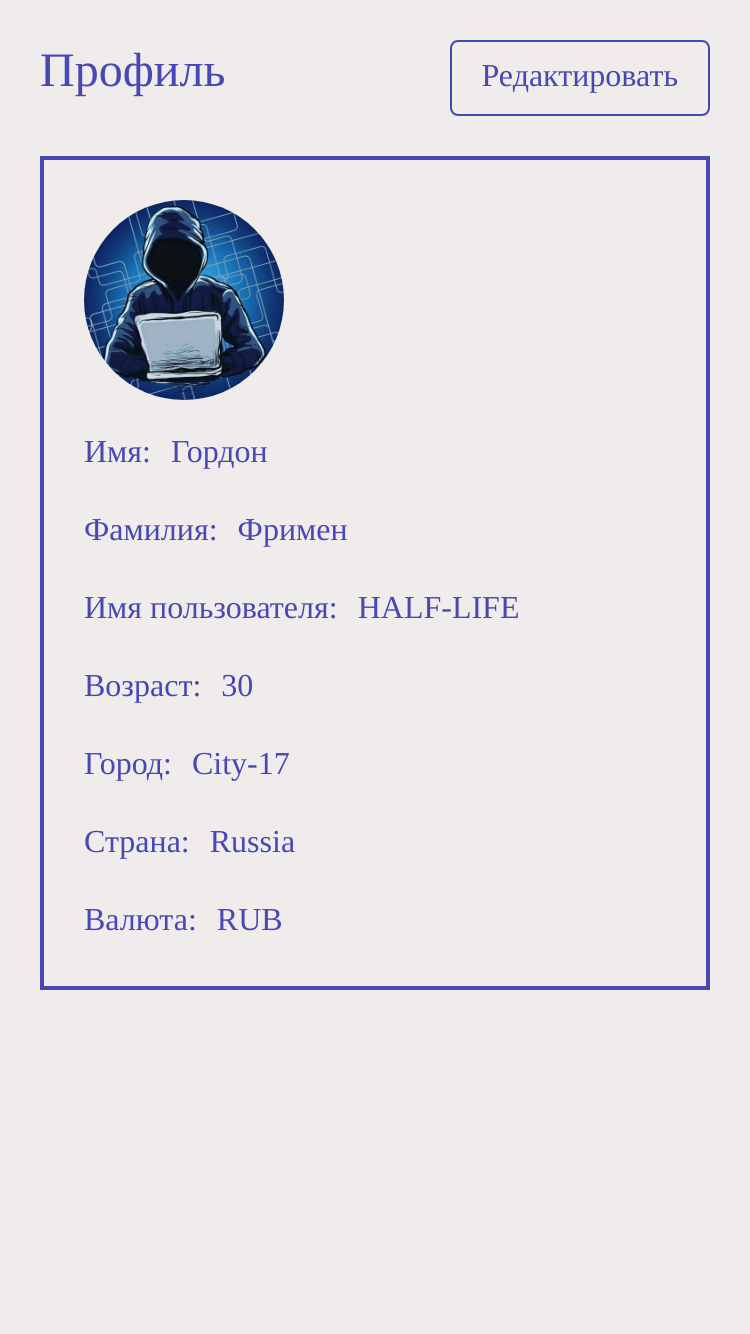 Профиль
Редактировать
Имя: Гордон
Фамилия: Фримен
Имя пользователя: HALF-LIFE
Возраст: 30
Город: City-17
Страна: Russia
Валюта: RUB